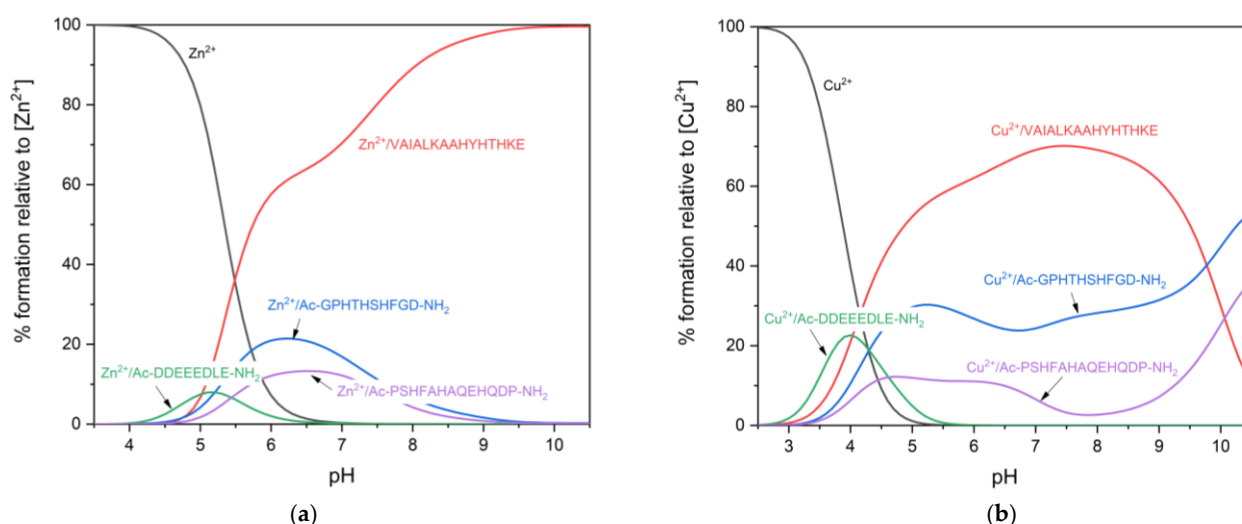 % formation relative to [Zn²⁺]
100
80
60
40
20
0
4 5 6 7 8 9 10
pH
Zn²⁺
Zn²⁺/VAIALKAAHYHTHKE
Zn²⁺/Ac-GPHTHSHFGD-NH₂
Zn²⁺/Ac-DDEEEDLE-NH₂
Zn²⁺/Ac-PSHFAHAQEHQDP-NH₂
(a)
% formation relative to [Cu²⁺]
100
80
60
40
20
0
3 4 5 6 7 8 9 10
pH
Cu²⁺
Cu²⁺/VAIALKAAHYHTHKE
Cu²⁺/Ac-GPHTHSHFGD-NH₂
Cu²⁺/Ac-DDEEEDLE-NH₂
Cu²⁺/Ac-PSHFAHAQEHQDP-NH₂
(b)